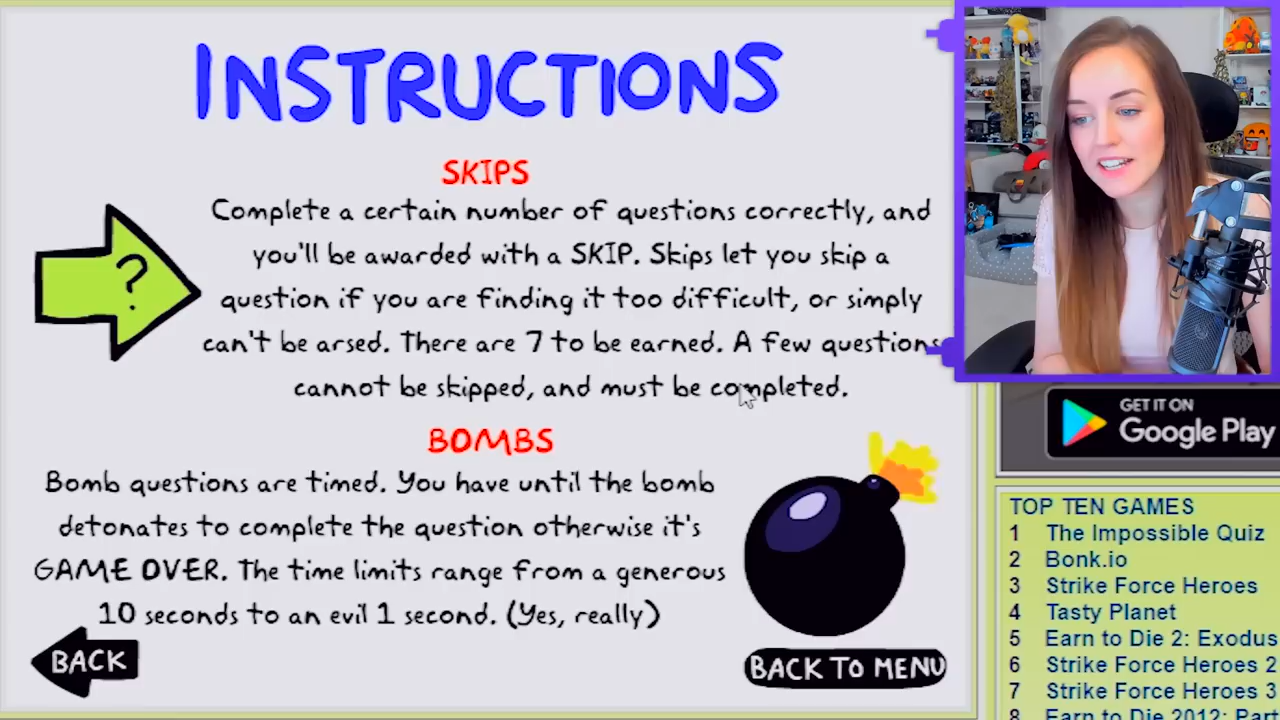 INSTRUCTIONS
SKIPS
Complete a certain number of questions correctly, and
you'll be awarded with a SKIP. Skips let you skip a
question if you are finding it too difficult, or simply
can't be arsed. There are 7 to be earned. A few questions
cannot be skipped, and must be completed.
?
BOMBS
Bomb questions are timed. You have until the bomb
detonates to complete the question otherwise it's
GAME OVER. The time limits range from a generous
10 seconds to an evil 1 second. (Yes, really)
BACK
BACK TO MENU
GET IT ON
Google Play
TOP TEN GAMES
1 The Impossible Quiz
2 Bonk.io
3 Strike Force Heroes
4 Tasty Planet
5 Earn to Die 2: Exodus
6 Strike Force Heroes 2
7 Strike Force Heroes 3
8 Earn to Die 2012: Part